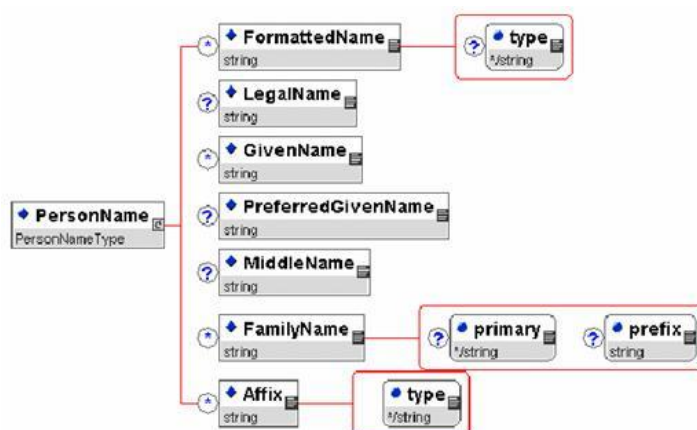 FormattedName
string
type
*/string
LegalName
string
GivenName
string
PersonName
PersonNameType
PreferredGivenName
string
MiddleName
string
FamilyName
string
primary
*/string
prefix
string
Affix
string
type
*/string